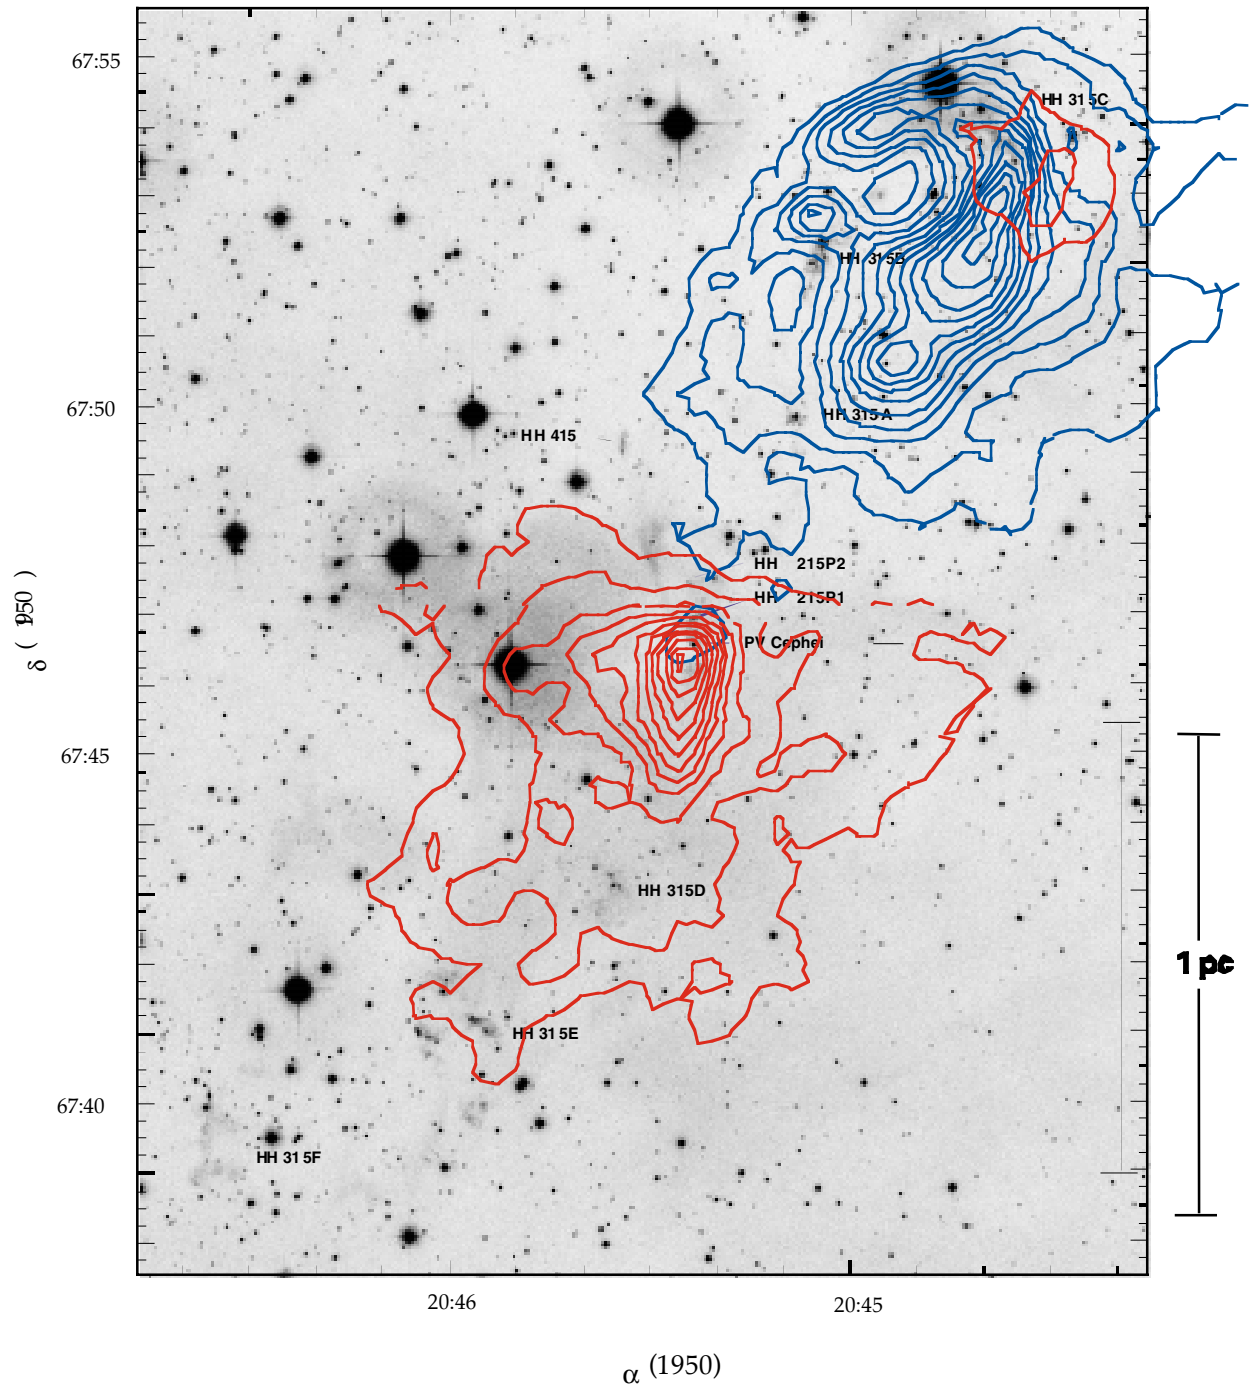 67:55
HH 315C
HH 315B
67:50
HH 315A
HH 415
HH 215P2
HH 215P1
δ (1950)
PV Cephei
67:45
HH 315D
1 pc
HH 315E
67:40
HH 315F
20:46
20:45
α (1950)